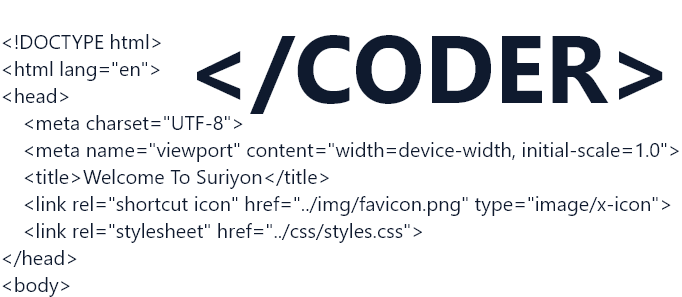 </CODER>
<!DOCTYPE html>
<html lang="en">
<head>
<meta charset="UTF-8">
<meta name="viewport" content="width=device-width, initial-scale=1.0">
<title>Welcome To Suriyon</title>
<link rel="shortcut icon" href="../img/favicon.png" type="image/x-icon">
<link rel="stylesheet" href="../css/styles.css">
</head>
<body>